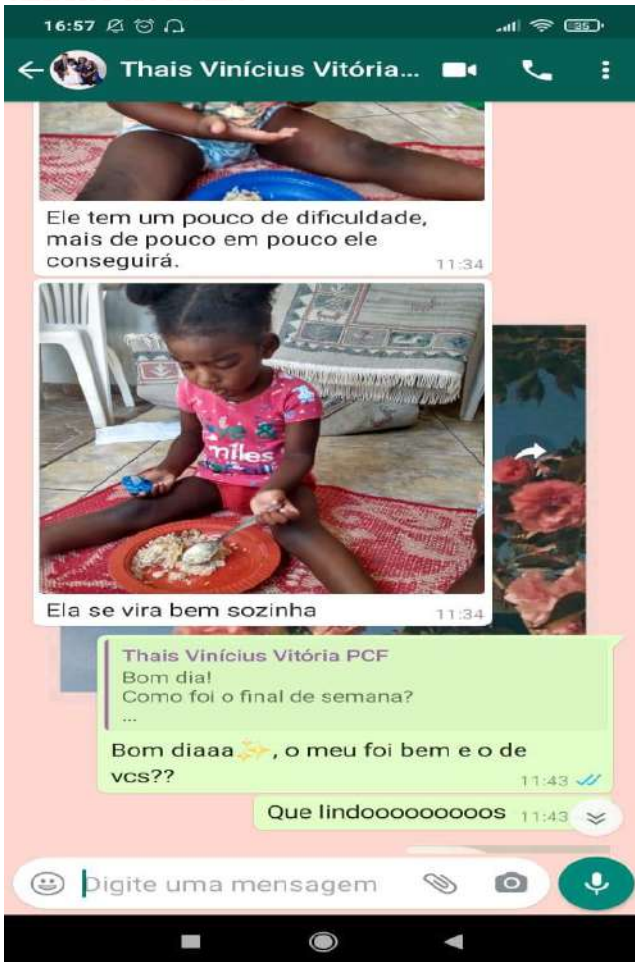 16:57
35
Thais Vinícius Vitória...
Ele tem um pouco de dificuldade,
mais de pouco em pouco ele
conseguirá.
11:34
miles
Ela se vira bem sozinha
11:34
Thais Vinícius Vitória PCF
Bom dia!
Como foi o final de semana?
...
Bom diaaa✨, o meu foi bem e o de
vcs??
11:43
Que lindoooooooooos 11:43
Digite uma mensagem